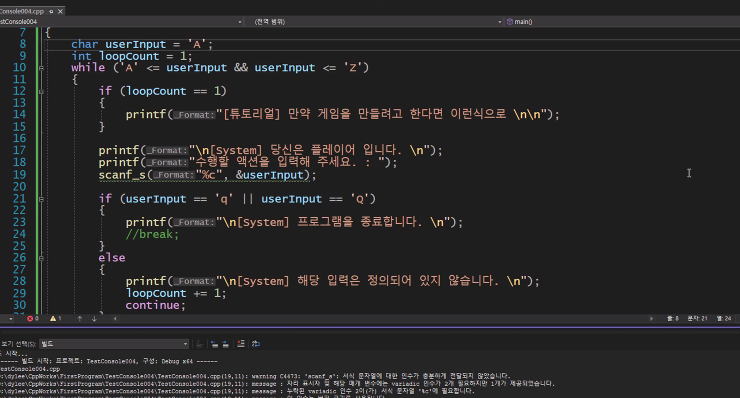 Console004.cpp
estConsole004
(전역 범위)
main()
7 {
8 char userInput = 'A';
9 int loopCount = 1;
10 while ('A' <= userInput && userInput <= 'Z')
11 {
12 if (loopCount == 1)
13 {
14 printf(_Format:"[튜토리얼] 만약 게임을 만들려고 한다면 이런식으로 \n\n");
15 }
16
17 printf(_Format:"\n[System] 당신은 플레이어 입니다. \n");
18 printf(_Format:"수행할 액션을 입력해 주세요. : ");
19 scanf_s(_Format:"%c", &userInput);
20
21 if (userInput == 'q' || userInput == 'Q')
22 {
23 printf(_Format:"\n[System] 프로그램을 종료합니다. \n");
24 //break;
25 }
26 else
27 {
28 printf(_Format:"\n[System] 해당 입력은 정의되어 있지 않습니다. \n");
29 loopCount += 1;
30 continue;
0 1 줄: 8 문자: 21 열: 24
보기 선택(S): 빌드
드 시작...
------ 빌드 시작: 프로젝트: TestConsole004, 구성: Debug x64 ------
estConsole004.cpp
:\dylee\CppWorks\FirstProgram\TestConsole004\TestConsole004.cpp(19,11): warning C4473: 'scanf_s': 서식 문자열에 대한 인수가 충분하게 전달되지 않았습니다.
:\dylee\CppWorks\FirstProgram\TestConsole004\TestConsole004.cpp(19,11): message : 자리 표시자 및 해당 매개 변수에는 variadic 인수가 2개 필요하지만 1개가 제공되었습니다.
:\dylee\CppWorks\FirstProgram\TestConsole004\TestConsole004.cpp(19,11): message : 누락된 variadic 인수 2이(가) 서식 문자열 '%c'에 필요합니다.